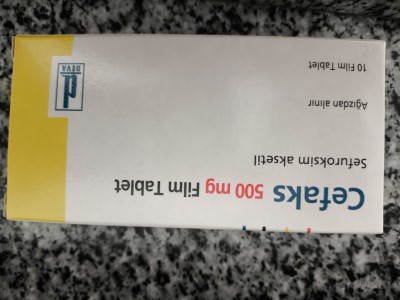 Cefaks 500 mg Film Tablet
Sefuroksim aksetil
Ağızdan alınır
10 Film Tablet
DEVA